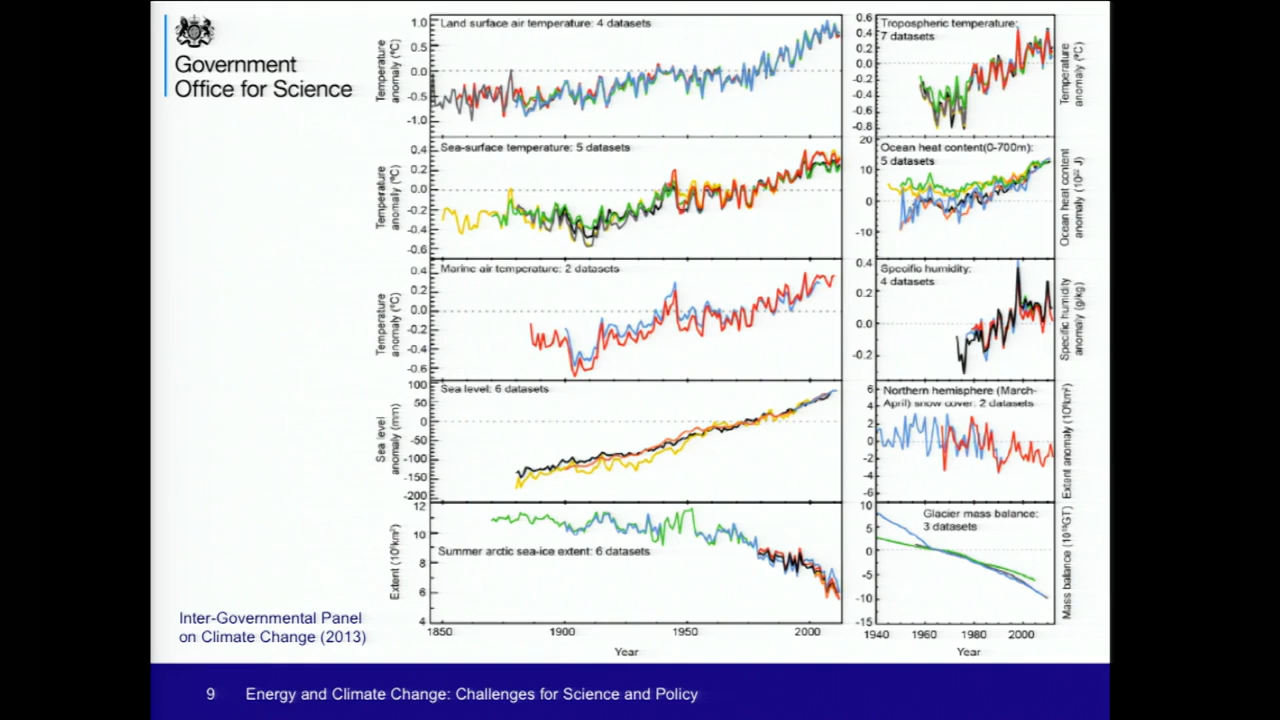 Government
Office for Science
Land surface air temperature: 4 datasets
Temperature
anomaly (ºC)
1.0
0.5
0.0
-0.5
-1.0
Tropospheric temperature:
7 datasets
Temperature
anomaly (ºC)
0.6
0.4
0.2
0.0
-0.2
-0.4
-0.6
-0.8
Sea-surface temperature: 5 datasets
Temperature
anomaly (ºC)
0.4
0.2
0.0
-0.2
-0.4
-0.6
Ocean heat content(0-700m):
5 datasets
Ocean heat content
anomaly (10²² J)
20
10
0
-10
Marine air temperature: 2 datasets
Temperature
anomaly (ºC)
0.4
0.2
0.0
-0.2
-0.4
-0.6
Specific humidity:
4 datasets
Specific humidity
anomaly (g/kg)
0.4
0.2
0.0
-0.2
Sea level: 6 datasets
Sea level
anomaly (mm)
100
50
0
-50
-100
-150
-200
Northern hemisphere (March-
April) snow cover: 2 datasets
Extent anomaly (10⁶km²)
6
4
2
0
-2
-4
-6
Summer arctic sea-ice extent: 6 datasets
Extent (10⁶km²)
12
10
8
6
4
Glacier mass balance:
3 datasets
Mass balance (10¹⁵GT)
10
5
0
-5
-10
-15
1850
1900
1950
2000
Year
1940
1960
1980
2000
Year
Inter-Governmental Panel
on Climate Change (2013)
9 Energy and Climate Change: Challenges for Science and Policy